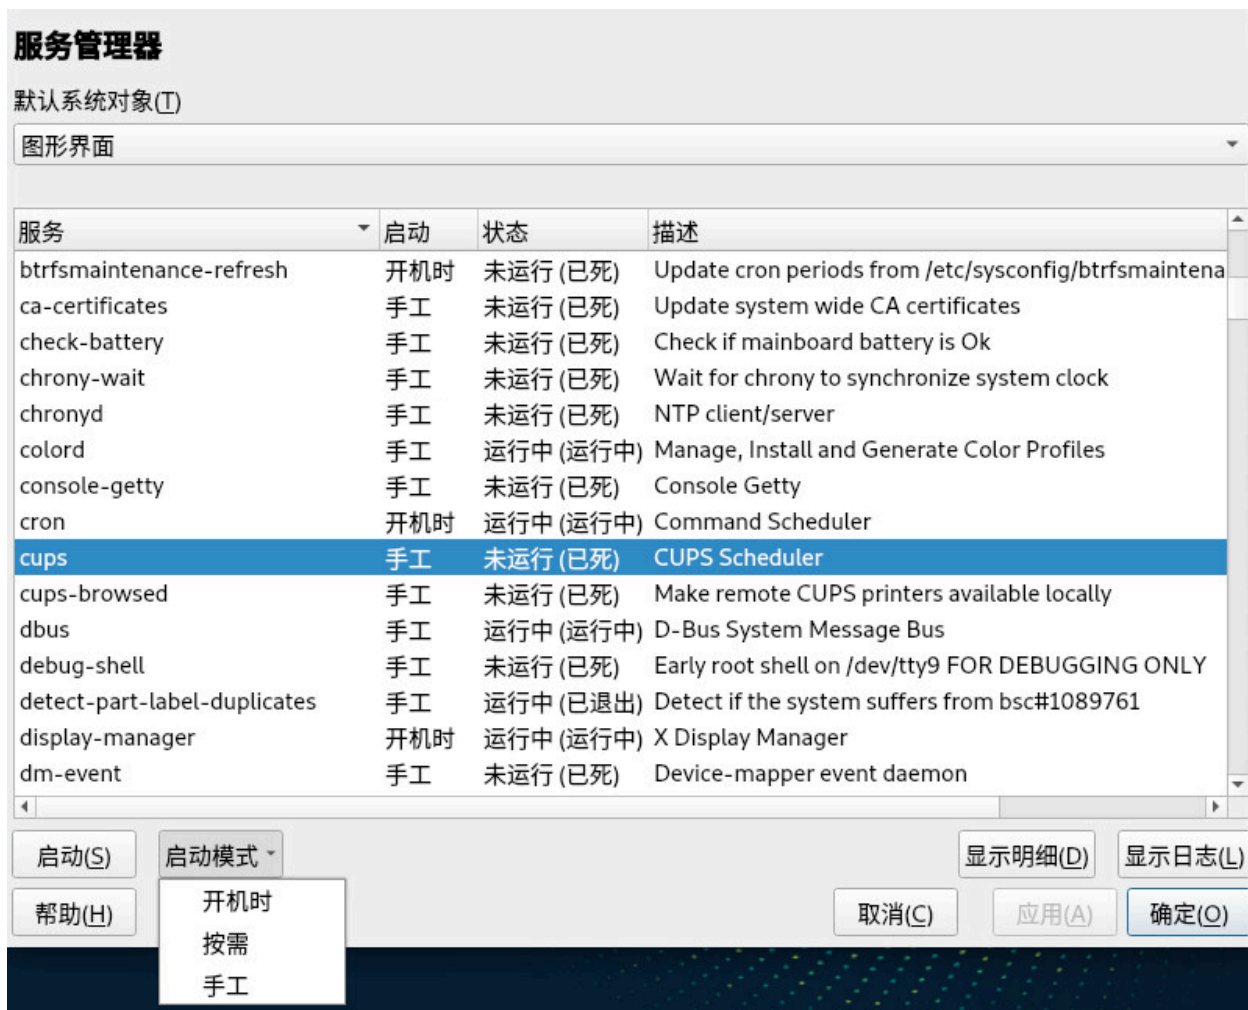 服务管理器
默认系统对象(T)
图形界面
服务 启动 状态 描述
btrfsmaintenance-refresh 开机时 未运行 (已死) Update cron periods from /etc/sysconfig/btrfsmaintena
ca-certificates 手工 未运行 (已死) Update system wide CA certificates
check-battery 手工 未运行 (已死) Check if mainboard battery is Ok
chrony-wait 手工 未运行 (已死) Wait for chrony to synchronize system clock
chronyd 手工 未运行 (已死) NTP client/server
colord 手工 运行中 (运行中) Manage, Install and Generate Color Profiles
console-getty 手工 未运行 (已死) Console Getty
cron 开机时 运行中 (运行中) Command Scheduler
cups 手工 未运行 (已死) CUPS Scheduler
cups-browsed 手工 未运行 (已死) Make remote CUPS printers available locally
dbus 手工 运行中 (运行中) D-Bus System Message Bus
debug-shell 手工 未运行 (已死) Early root shell on /dev/tty9 FOR DEBUGGING ONLY
detect-part-label-duplicates 手工 运行中 (已退出) Detect if the system suffers from bsc#1089761
display-manager 开机时 运行中 (运行中) X Display Manager
dm-event 手工 未运行 (已死) Device-mapper event daemon
启动(S) 启动模式 显示明细(D) 显示日志(L)
帮助(H) 开机时 取消(C) 应用(A) 确定(O)
按需
手工